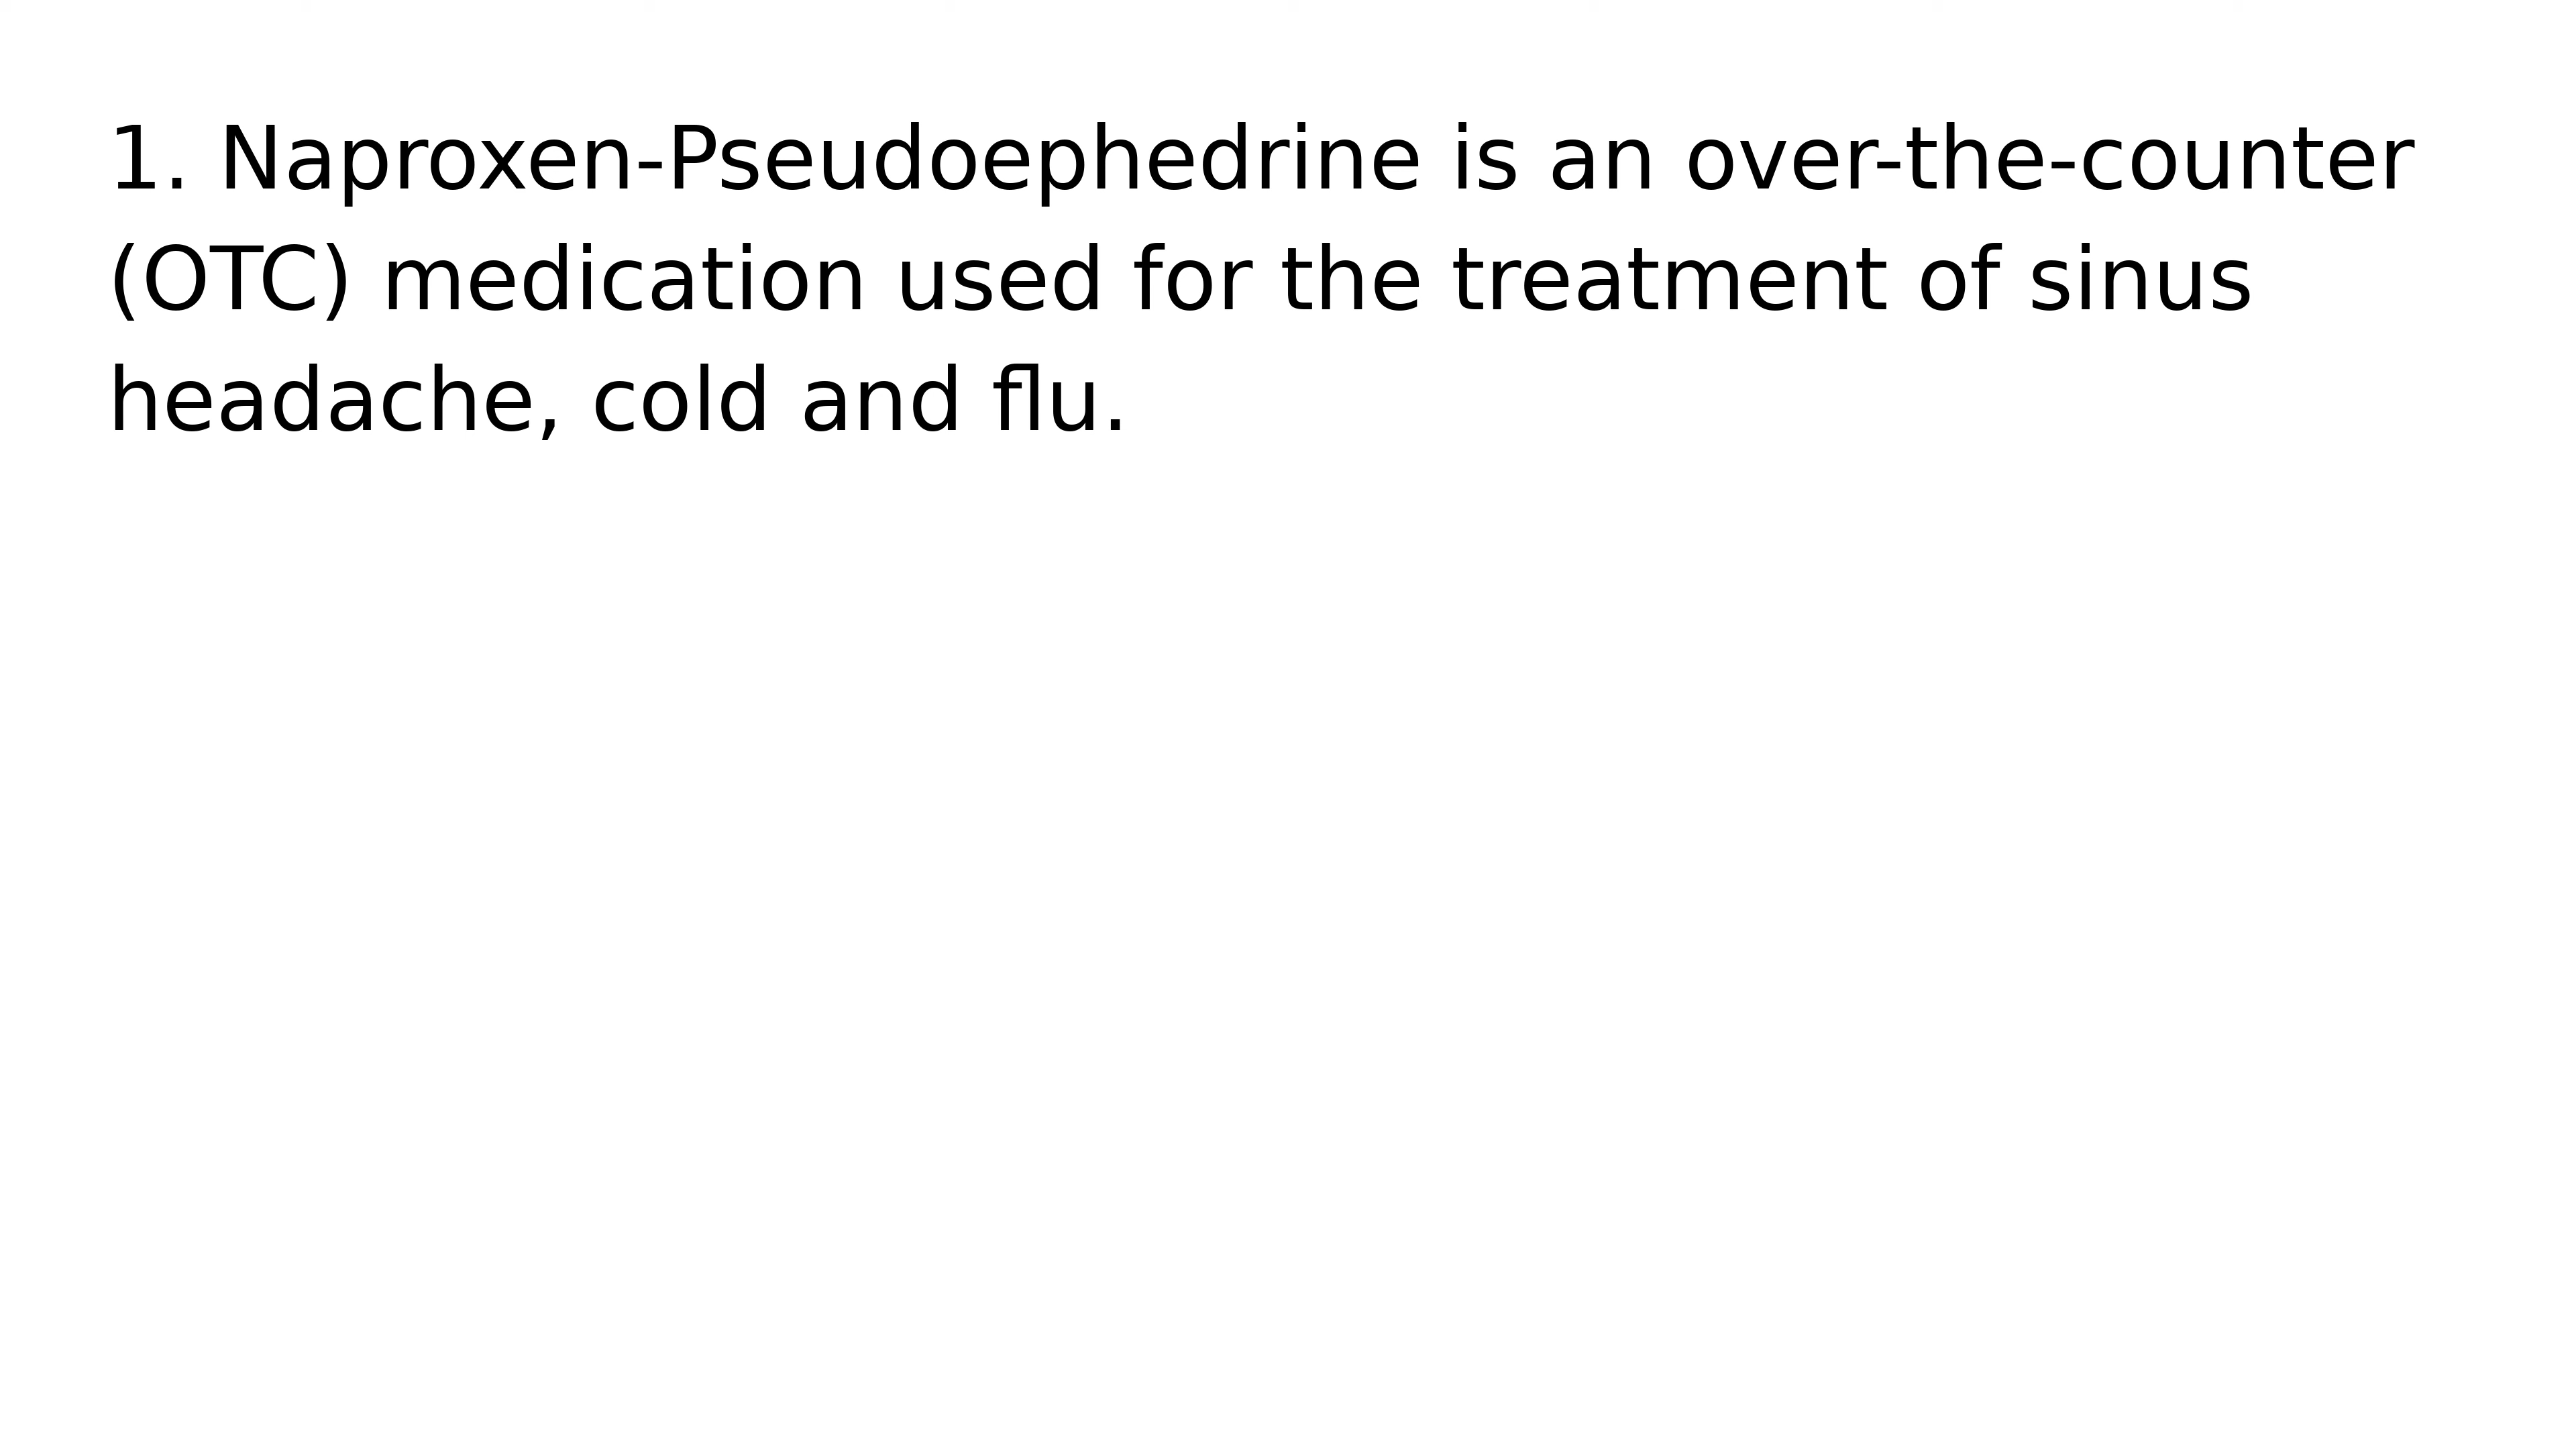 1. Naproxen-Pseudoephedrine is an over-the-counter
(OTC) medication used for the treatment of sinus
headache, cold and flu.